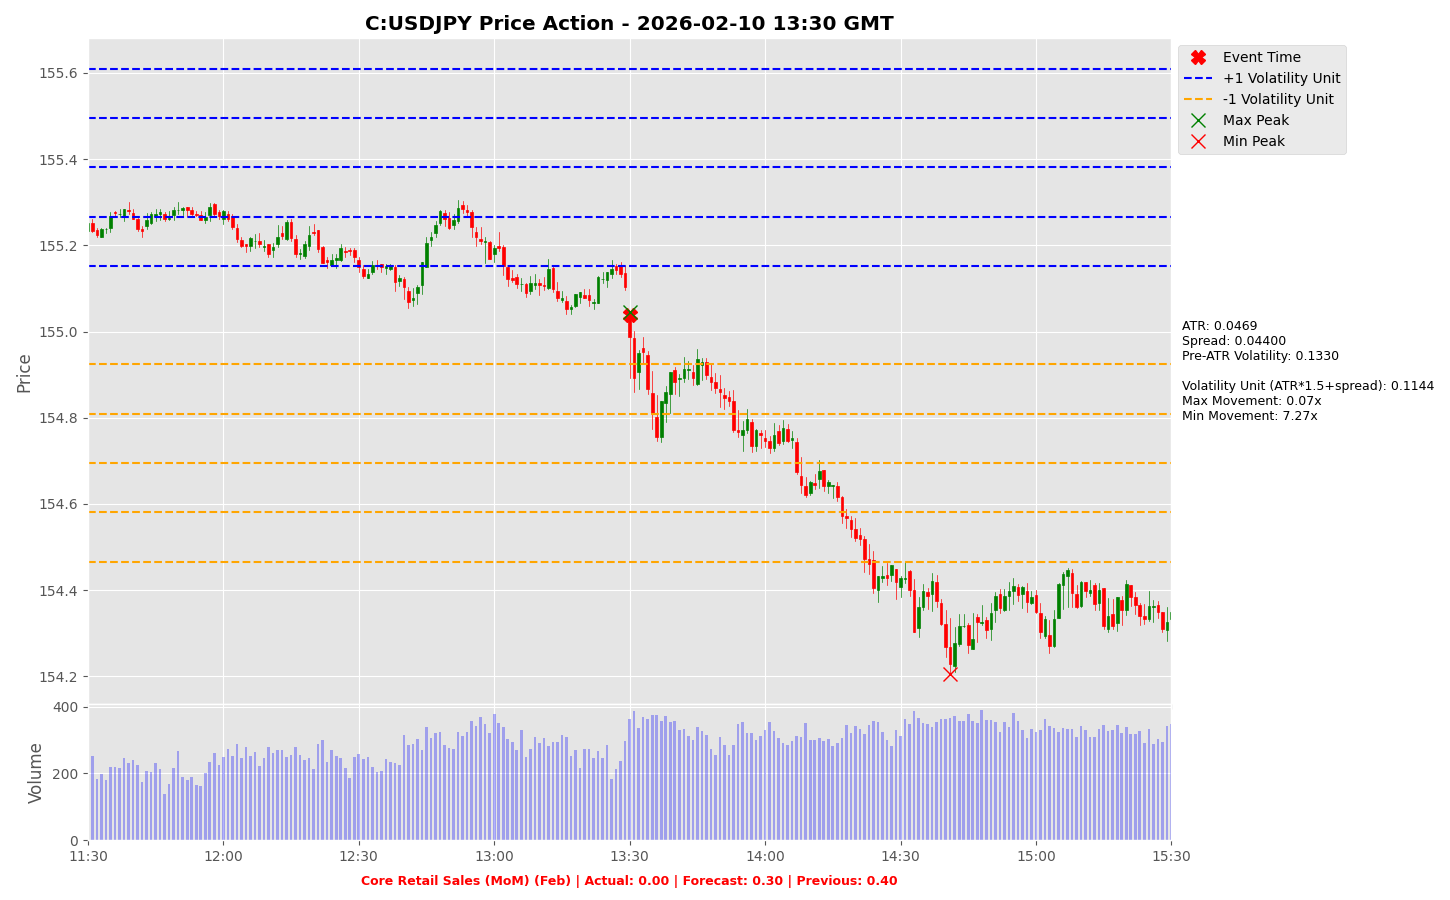 C:USDJPY Price Action - 2026-02-10 13:30 GMT
Event Time
+1 Volatility Unit
-1 Volatility Unit
Max Peak
Min Peak
Price
155.6
155.4
155.2
155.0
154.8
154.6
154.4
154.2
ATR: 0.0469
Spread: 0.04400
Pre-ATR Volatility: 0.1330
Volatility Unit (ATR*1.5+spread): 0.1144
Max Movement: 0.07x
Min Movement: 7.27x
Volume
400
200
0
11:30 12:00 12:30 13:00 13:30 14:00 14:30 15:00 15:30
Core Retail Sales (MoM) (Feb) | Actual: 0.00 | Forecast: 0.30 | Previous: 0.40